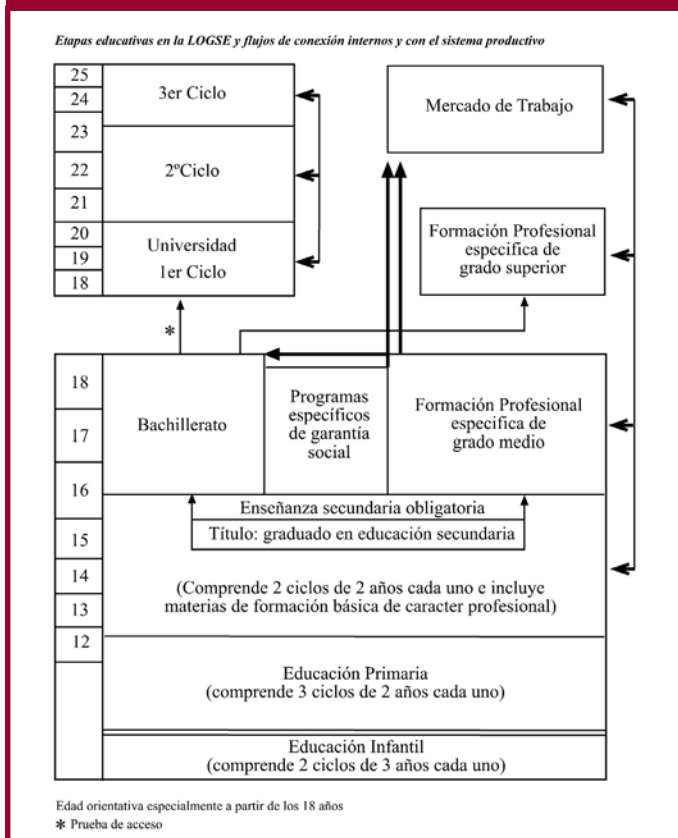 Etapas educativas en la LOGSE y flujos de conexión internos y con el sistema productivo
25
24
23
22
21
20
19
18
3er Ciclo
2ºCiclo
Universidad
1er Ciclo
Mercado de Trabajo
Formación Profesional
especifica de
grado superior
*
18
17
16
15
14
13
12
Bachillerato
Programas
específicos
de garantía
social
Formación Profesional
especifica de
grado medio
Enseñanza secundaria obligatoria
Título: graduado en educación secundaria
(Comprende 2 ciclos de 2 años cada uno e incluye
materias de formación básica de caracter profesional)
Educación Primaria
(comprende 3 ciclos de 2 años cada uno)
Educación Infantil
(comprende 2 ciclos de 3 años cada uno)
Edad orientativa especialmente a partir de los 18 años
* Prueba de acceso